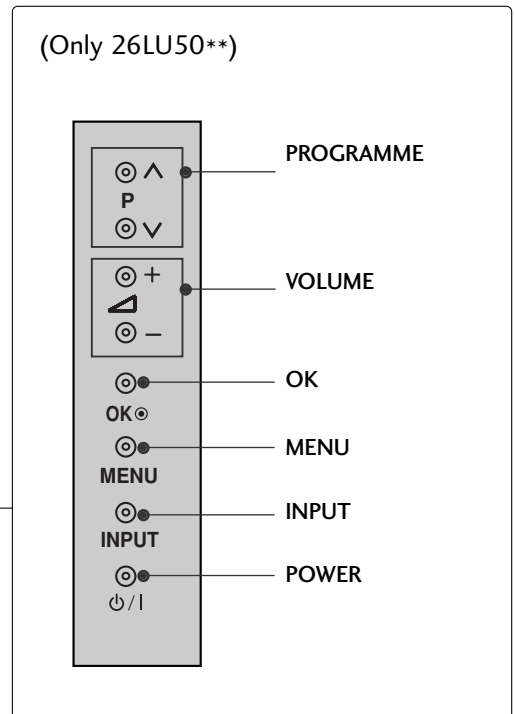 (Only 26LU50**)
PROGRAMME
P
VOLUME
+
-
OK
OK
MENU
MENU
INPUT
INPUT
POWER
/ I